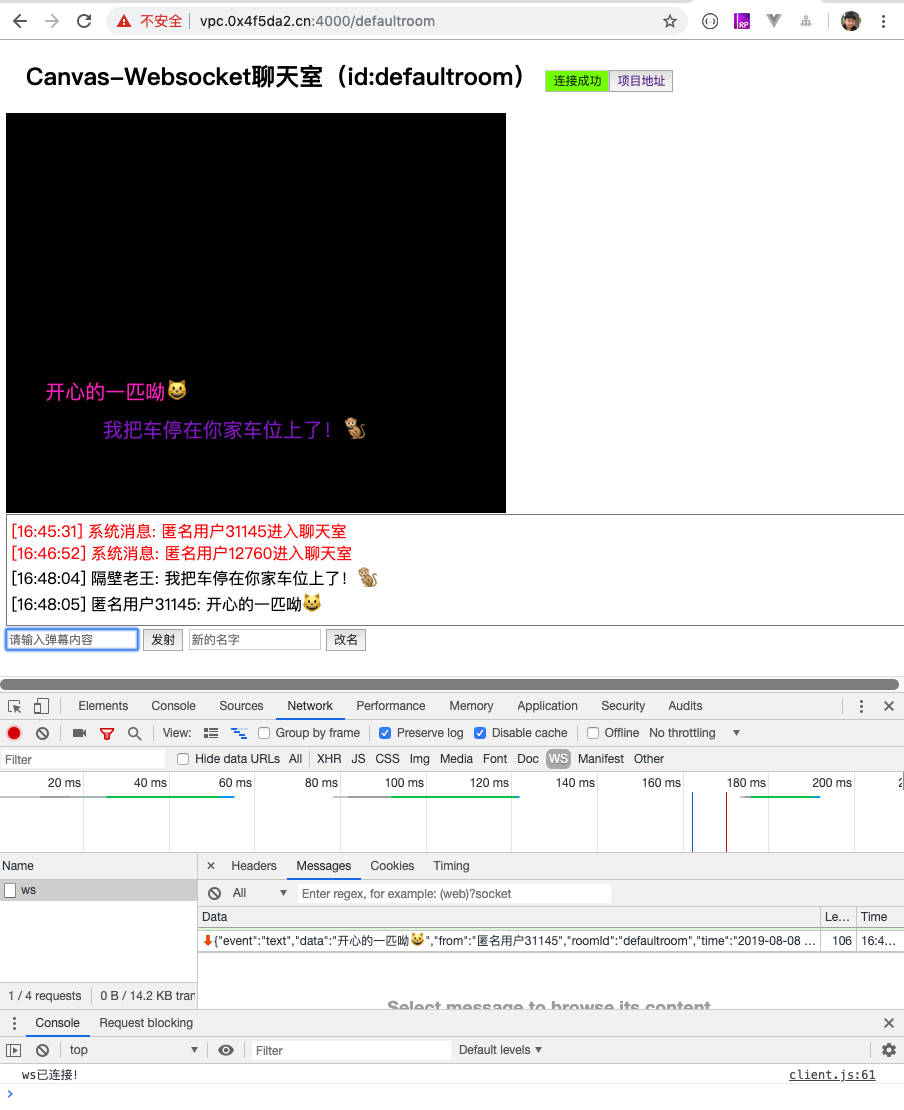 不安全 vpc.0x4f5da2.cn:4000/defaultroom
Canvas-Websocket聊天室（id:defaultroom） 连接成功 项目地址
开心的一匹呦😺
我把车停在你家车位上了！🐒
[16:45:31] 系统消息: 匿名用户31145进入聊天室
[16:46:52] 系统消息: 匿名用户12760进入聊天室
[16:48:04] 隔壁老王: 我把车停在你家车位上了！🐒
[16:48:05] 匿名用户31145: 开心的一匹呦😺
请输入弹幕内容 发射 新的名字 改名
Elements Console Sources Network Performance Memory Application Security Audits
View: Group by frame Preserve log Disable cache Offline No throttling
Filter Hide data URLs All XHR JS CSS Img Media Font Doc WS Manifest Other
20 ms 40 ms 60 ms 80 ms 100 ms 120 ms 140 ms 160 ms 180 ms 200 ms
Name × Headers Messages Cookies Timing
ws
All Enter regex, for example: (web)?socket
Data Le... Time
{"event":"text","data":"开心的一匹呦😺","from":"匿名用户31145","roomId":"defaultroom","time":"2019-08-08 ... 106 16:4...
Select message to browse its content.
1 / 4 requests 0 B / 14.2 KB tran
Console Request blocking
top Filter Default levels
ws已连接! client.js:61